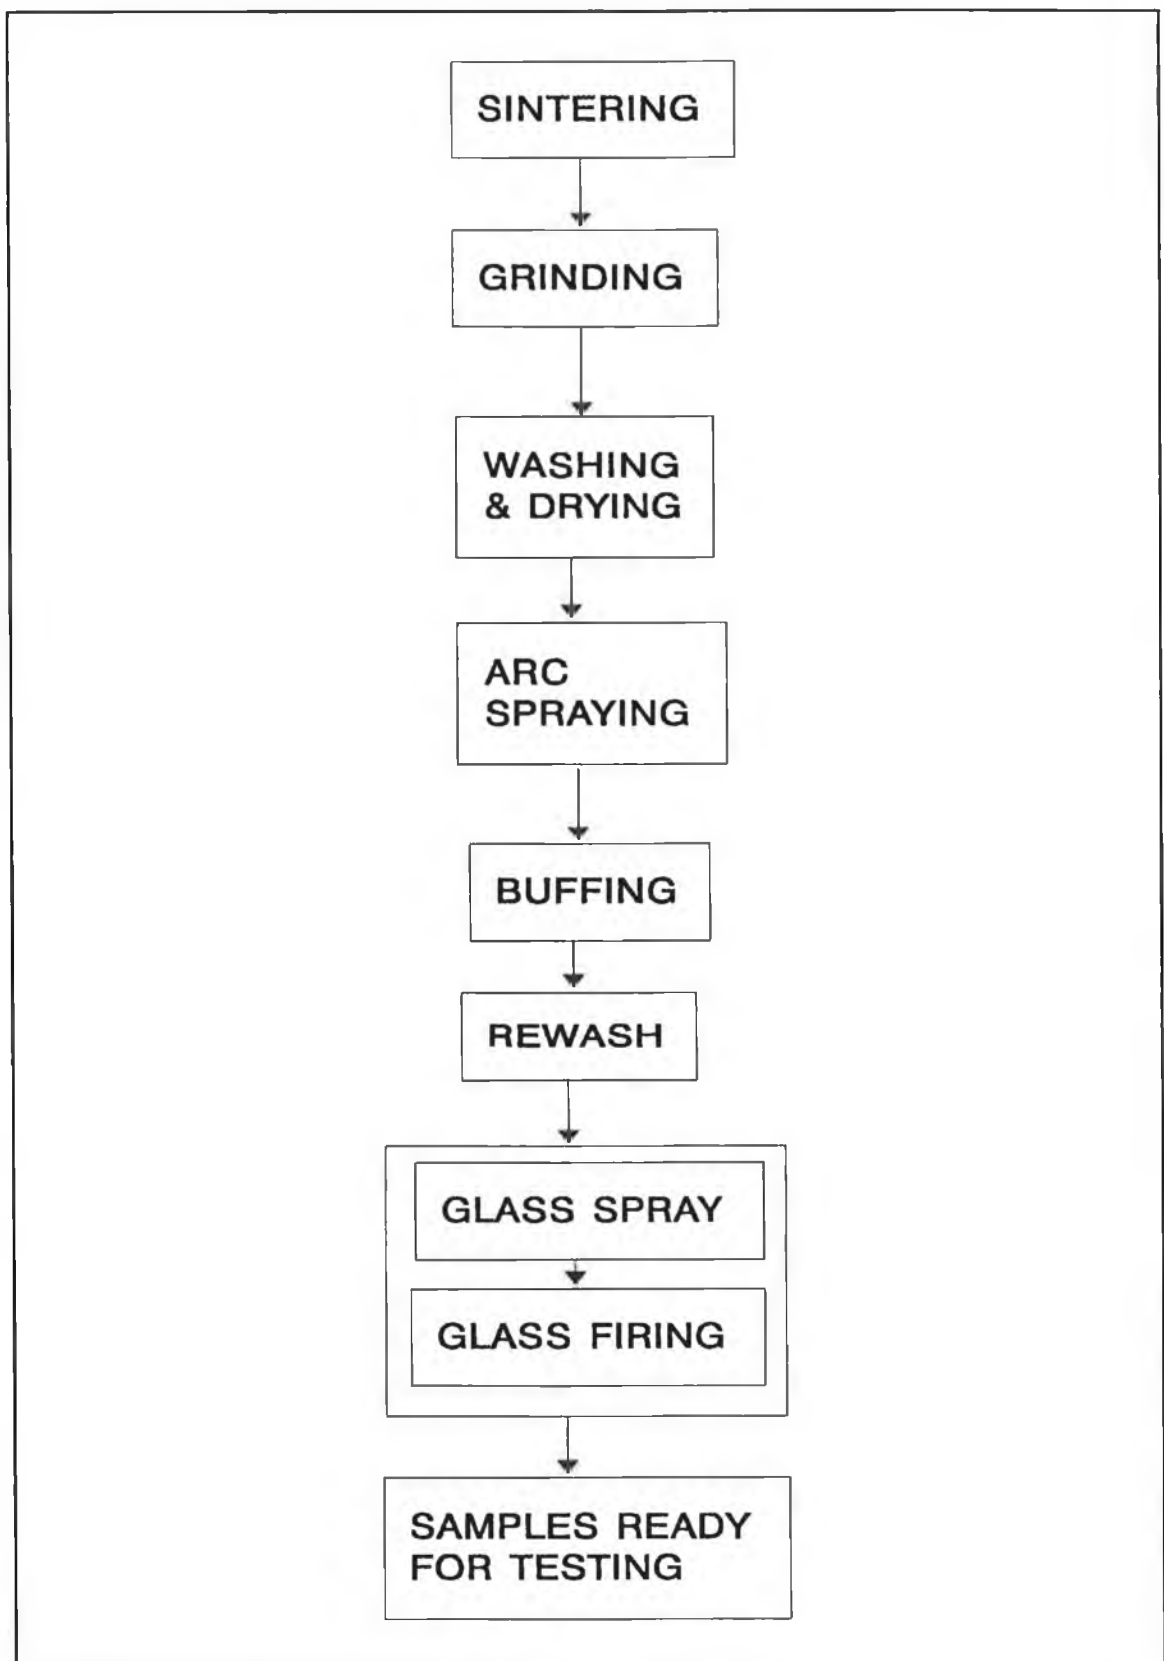 SINTERING
GRINDING
WASHING
& DRYING
ARC
SPRAYING
BUFFING
REWASH
GLASS SPRAY
GLASS FIRING
SAMPLES READY
FOR TESTING